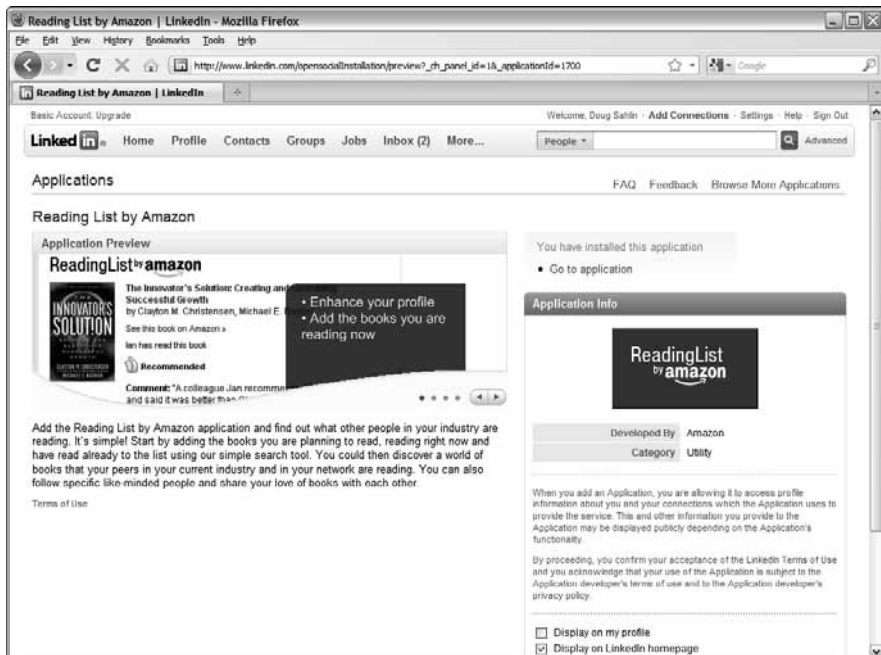 Reading List by Amazon | LinkedIn - Mozilla Firefox
File Edit View History Bookmarks Tools Help
http://www.linkedin.com/opensocialInstallation/preview?_ch_panel_id=1&_applicationId=1700
Google
Reading List by Amazon | LinkedIn
Basic Account: Upgrade
Welcome, Doug Sahlin · Add Connections · Settings · Help · Sign Out
Linked in
Home Profile Contacts Groups Jobs Inbox (2) More...
People
Advanced
Applications
FAQ Feedback Browse More Applications
Reading List by Amazon
Application Preview
ReadingList by amazon
THE INNOVATOR'S SOLUTION
The Innovator's Solution: Creating and
Successful Growth
by Clayton M. Christensen, Michael E.
See this book on Amazon »
Ian has read this book
Recommended
Comment: "A colleague Jan recomme
and said it was better than
• Enhance your profile
• Add the books you are
reading now
Add the Reading List by Amazon application and find out what other people in your industry are
reading. It's simple! Start by adding the books you are planning to read, reading right now and
have read already to the list using our simple search tool. You could then discover a world of
books that your peers in your current industry and in your network are reading. You can also
follow specific like-minded people and share your love of books with each other.
Terms of Use
You have installed this application
• Go to application
Application Info
ReadingList
by amazon
Developed By Amazon
Category Utility
When you add an Application, you are allowing it to access profile
information about you and your connections which the Application uses to
provide the service. This and other information you provide to the
Application may be displayed publicly depending on the Application's
functionality.
By proceeding, you confirm your acceptance of the LinkedIn Terms of Use
and you acknowledge that your use of the Application is subject to the
Application developer's terms of use and to the Application developer's
privacy policy.
Display on my profile
Display on LinkedIn homepage